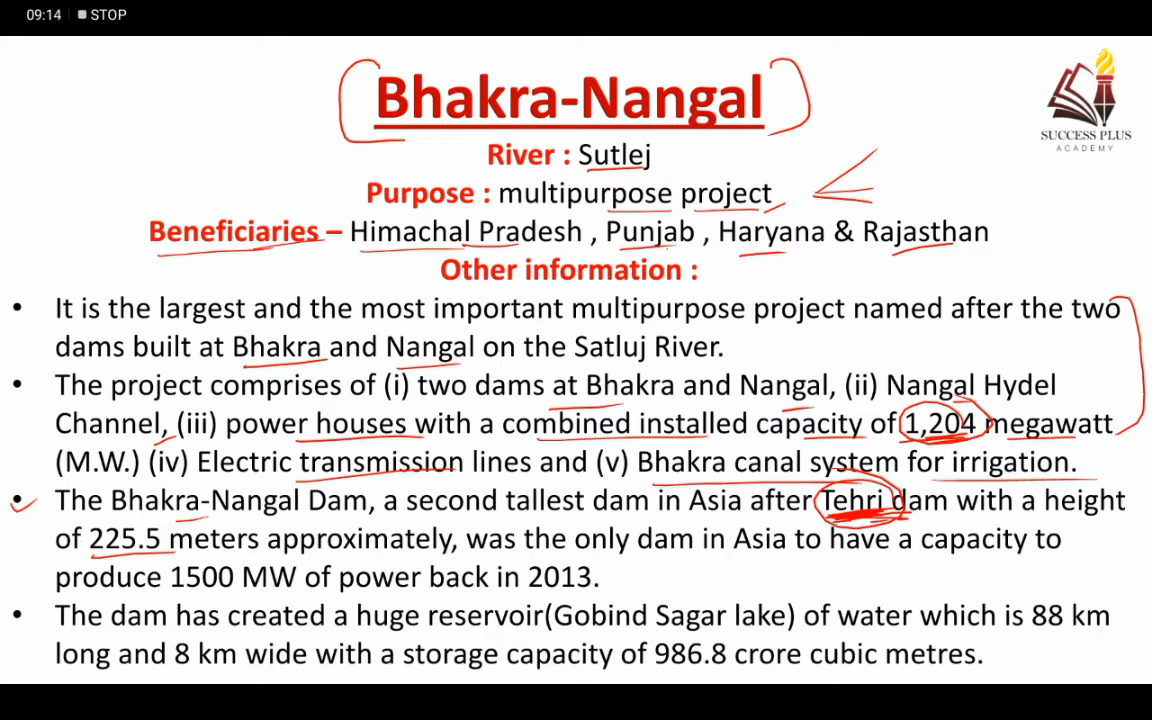 09:14 STOP
Bhakra-Nangal
SUCCESS PLUS
ACADEMY
River : Sutlej
Purpose : multipurpose project
Beneficiaries – Himachal Pradesh , Punjab , Haryana & Rajasthan
Other information :
• It is the largest and the most important multipurpose project named after the two
dams built at Bhakra and Nangal on the Satluj River.
• The project comprises of (i) two dams at Bhakra and Nangal, (ii) Nangal Hydel
Channel, (iii) power houses with a combined installed capacity of 1,204 megawatt
(M.W.) (iv) Electric transmission lines and (v) Bhakra canal system for irrigation.
• The Bhakra-Nangal Dam, a second tallest dam in Asia after Tehri dam with a height
of 225.5 meters approximately, was the only dam in Asia to have a capacity to
produce 1500 MW of power back in 2013.
• The dam has created a huge reservoir(Gobind Sagar lake) of water which is 88 km
long and 8 km wide with a storage capacity of 986.8 crore cubic metres.